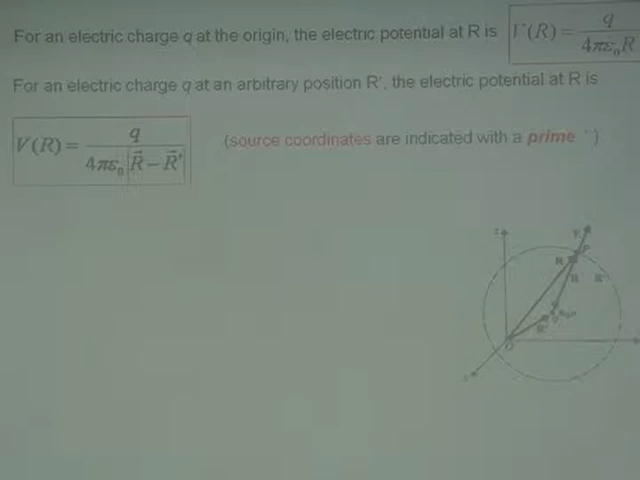 For an electric charge q at the origin, the electric potential at R is V(R) = q / 4πε₀R
For an electric charge q at an arbitrary position R', the electric potential at R is
V(R) = q / 4πε₀|R⃗ − R⃗'| (source coordinates are indicated with a prime ' )
z
P
R
O